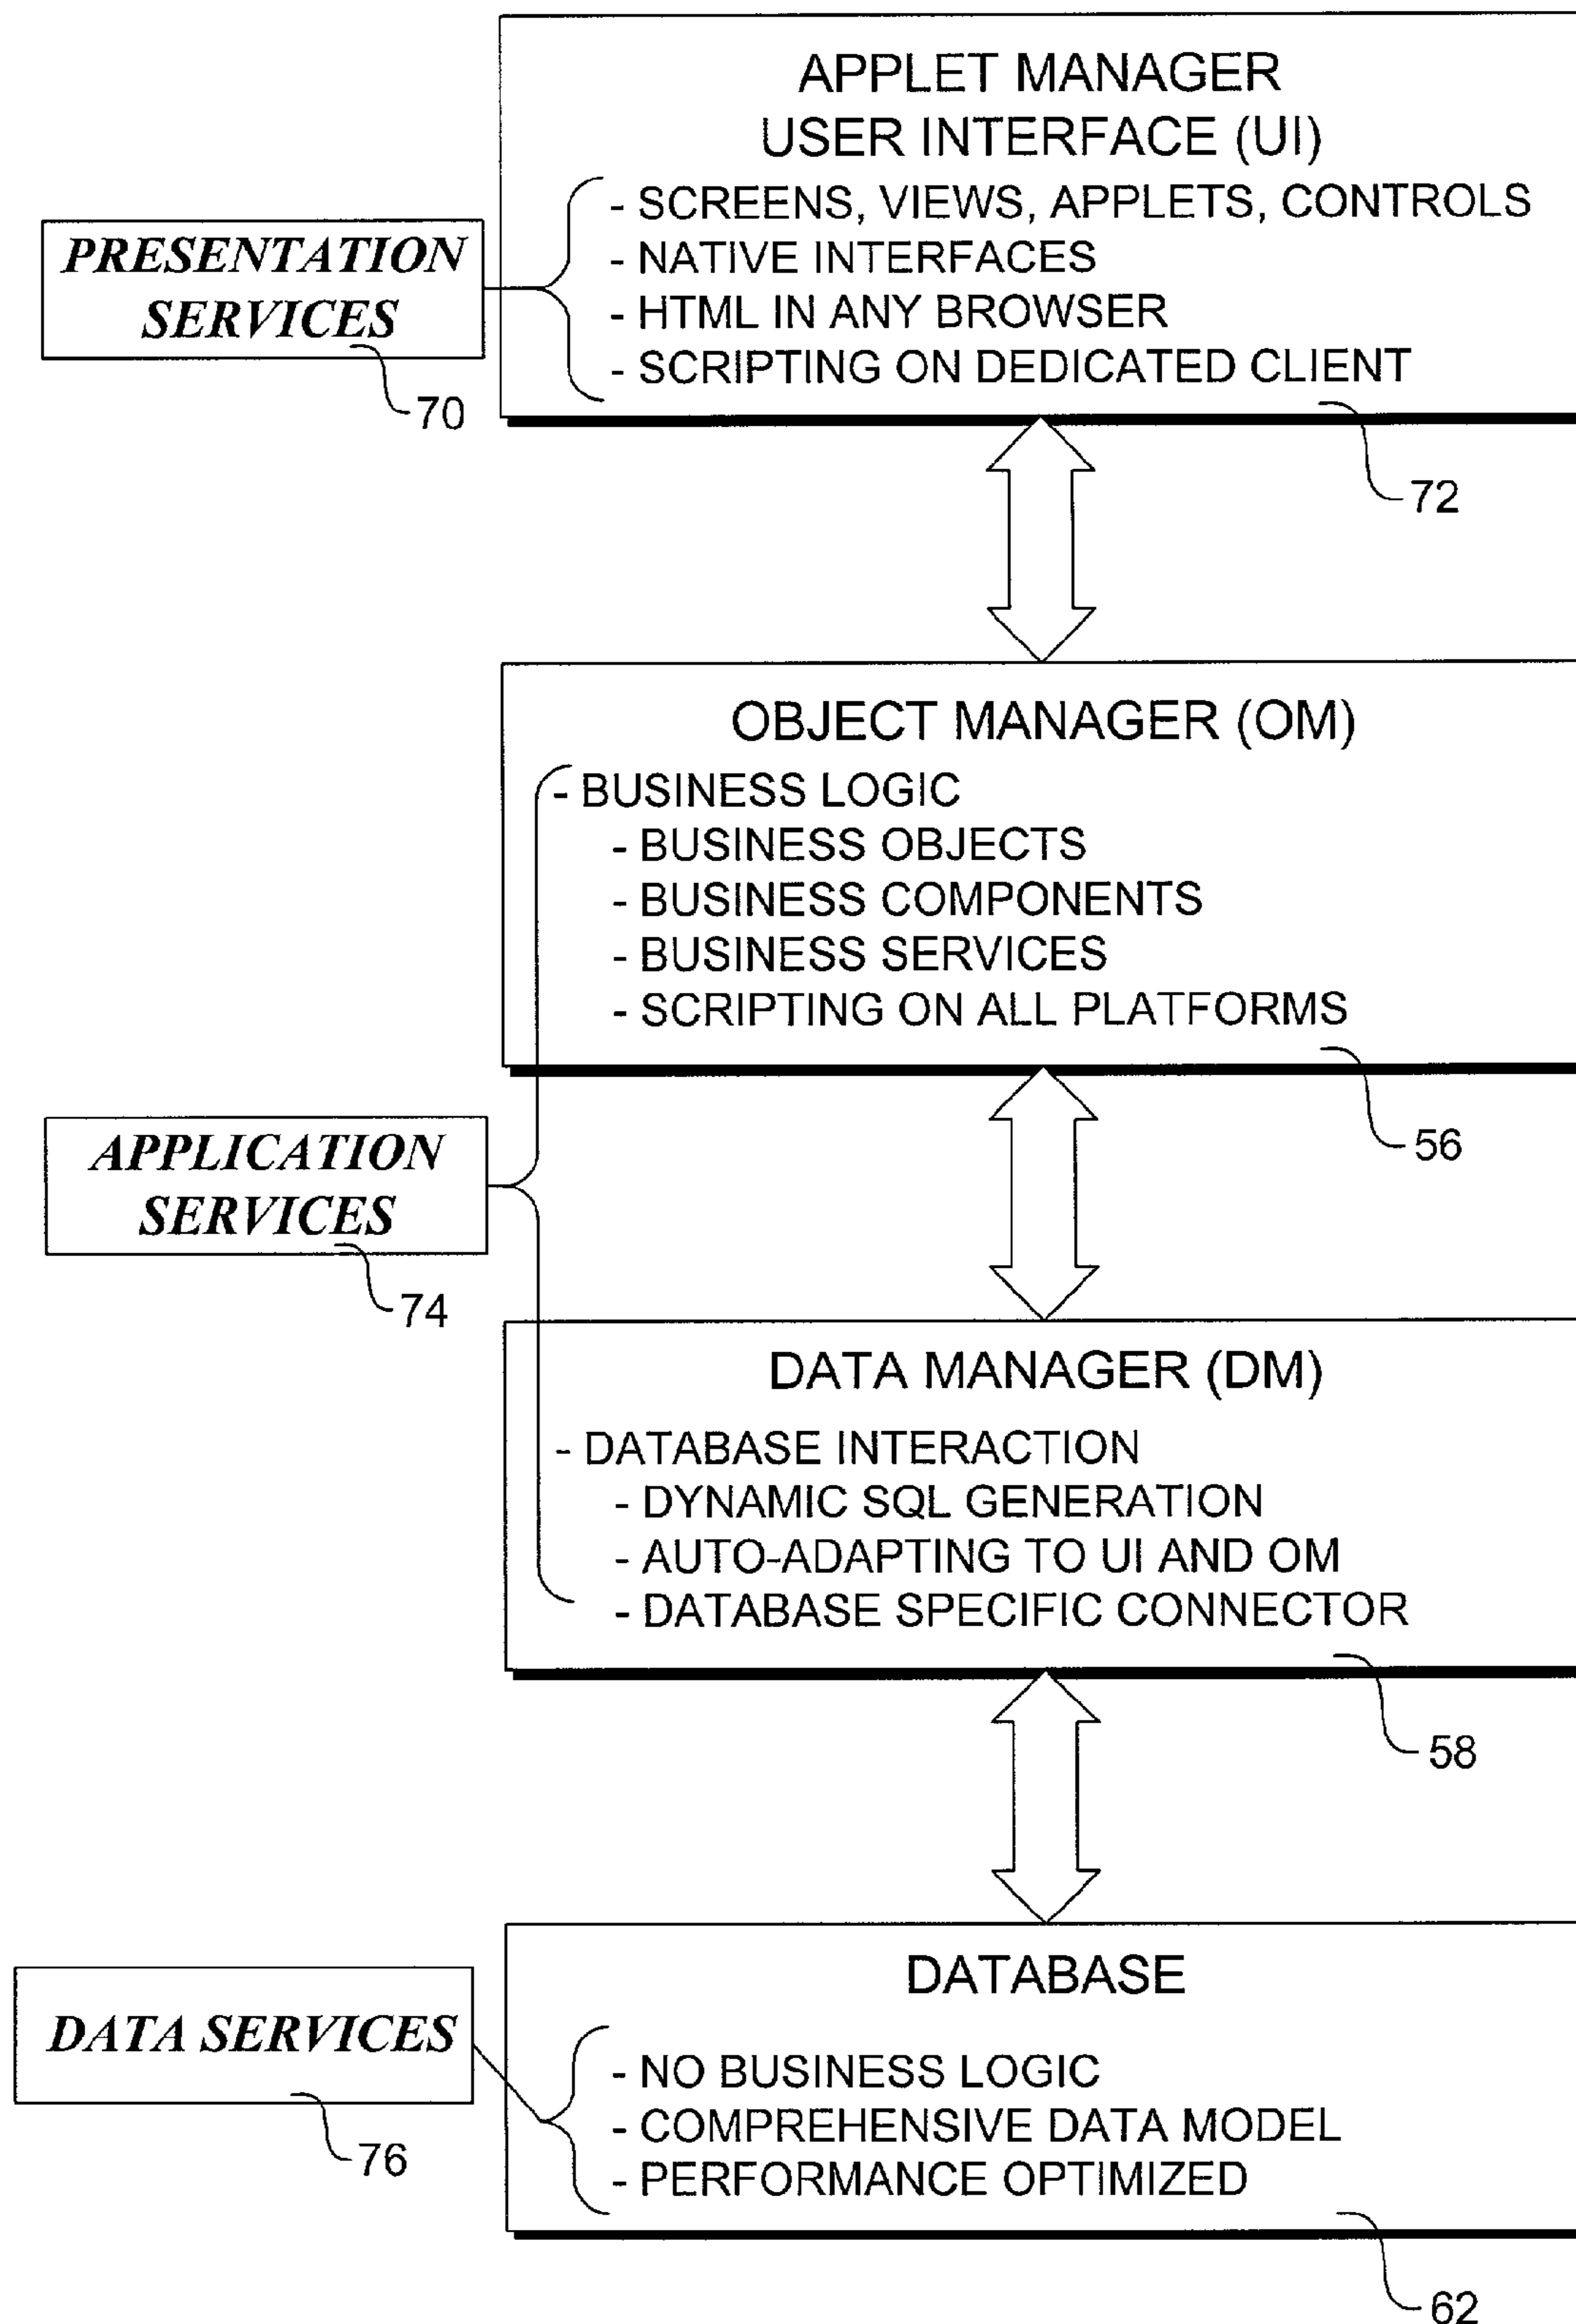 APPLET MANAGER
USER INTERFACE (UI)
- SCREENS, VIEWS, APPLETS, CONTROLS
- NATIVE INTERFACES
- HTML IN ANY BROWSER
- SCRIPTING ON DEDICATED CLIENT
PRESENTATION
SERVICES
70
72
OBJECT MANAGER (OM)
- BUSINESS LOGIC
- BUSINESS OBJECTS
- BUSINESS COMPONENTS
- BUSINESS SERVICES
- SCRIPTING ON ALL PLATFORMS
56
APPLICATION
SERVICES
74
DATA MANAGER (DM)
- DATABASE INTERACTION
- DYNAMIC SQL GENERATION
- AUTO-ADAPTING TO UI AND OM
- DATABASE SPECIFIC CONNECTOR
58
DATABASE
- NO BUSINESS LOGIC
- COMPREHENSIVE DATA MODEL
- PERFORMANCE OPTIMIZED
DATA SERVICES
76
62